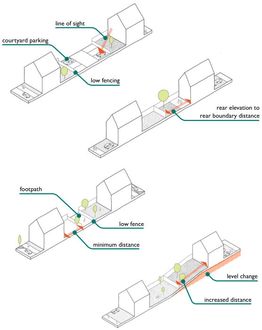 line of sight
courtyard parking
low fencing
rear elevation to
rear boundary distance
footpath
low fence
minimum distance
level change
increased distance